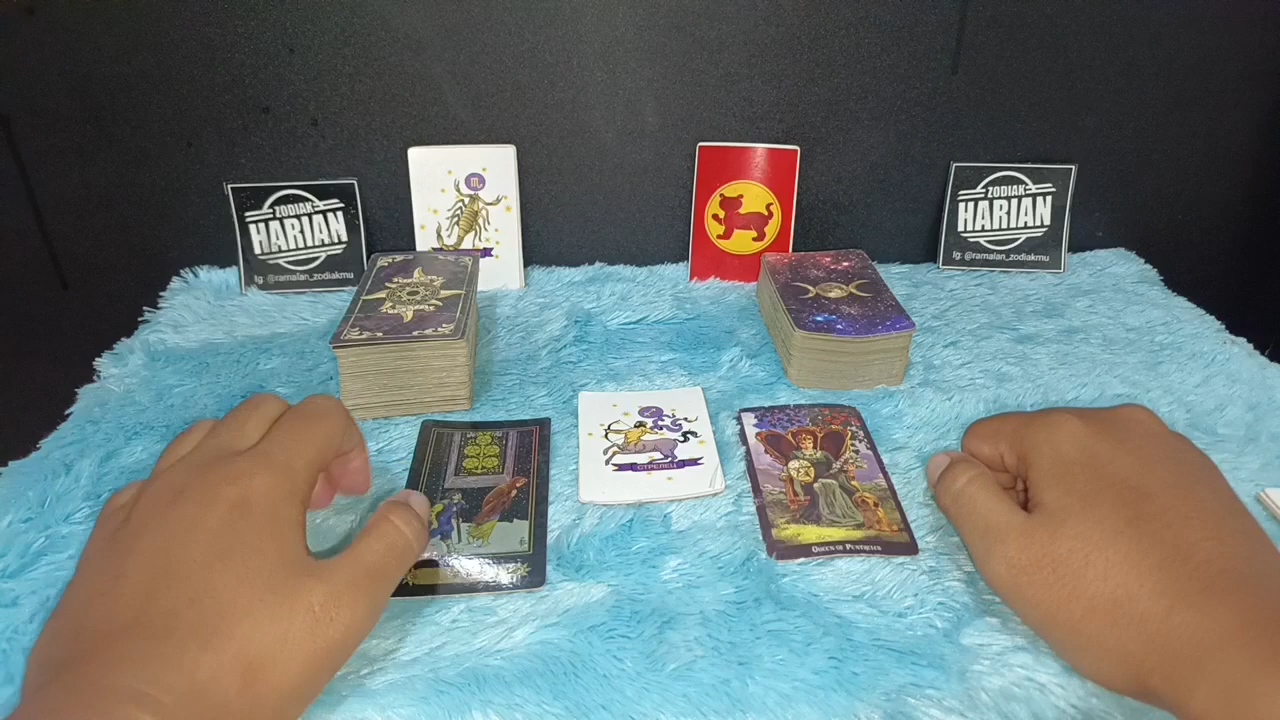 ZODIAK
HARIAN
Ig: @ramalan_zodiakmu
♏
ZODIAK
HARIAN
Ig: @ramalan_zodiakmu
СТРЕЛЕЦ
QUEEN OF PENTACLES